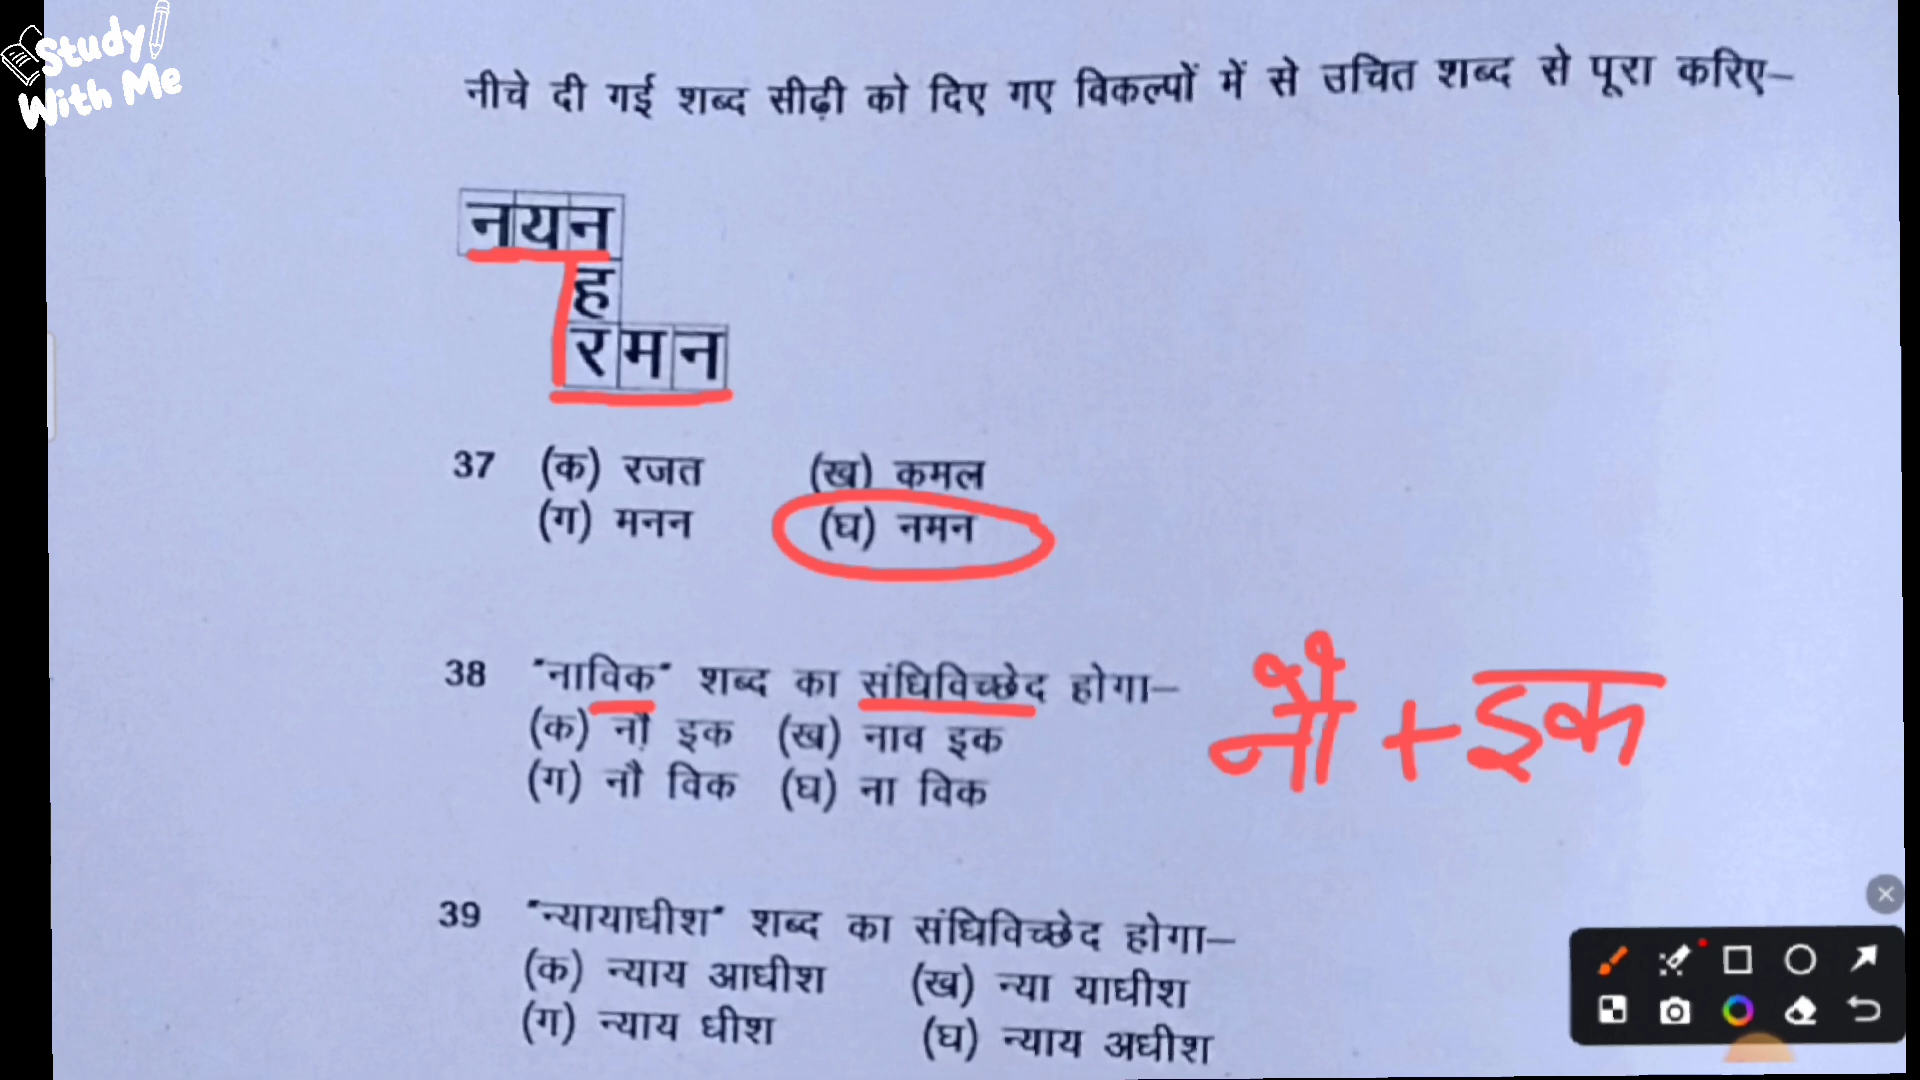 Study
With Me
नीचे दी गई शब्द सीढ़ी को दिए गए विकल्पों में से उचित शब्द से पूरा करिए–
नयन
ह
रमन
37 (क) रजत (ख) कमल
(ग) मनन (घ) नमन
38 "नाविक" शब्द का संधिविच्छेद होगा–
(क) नौ इक (ख) नाव इक
(ग) नौ विक (घ) ना विक
नौ + इक
39 "न्यायाधीश" शब्द का संधिविच्छेद होगा–
(क) न्याय आधीश (ख) न्या याधीश
(ग) न्याय धीश (घ) न्याय अधीश